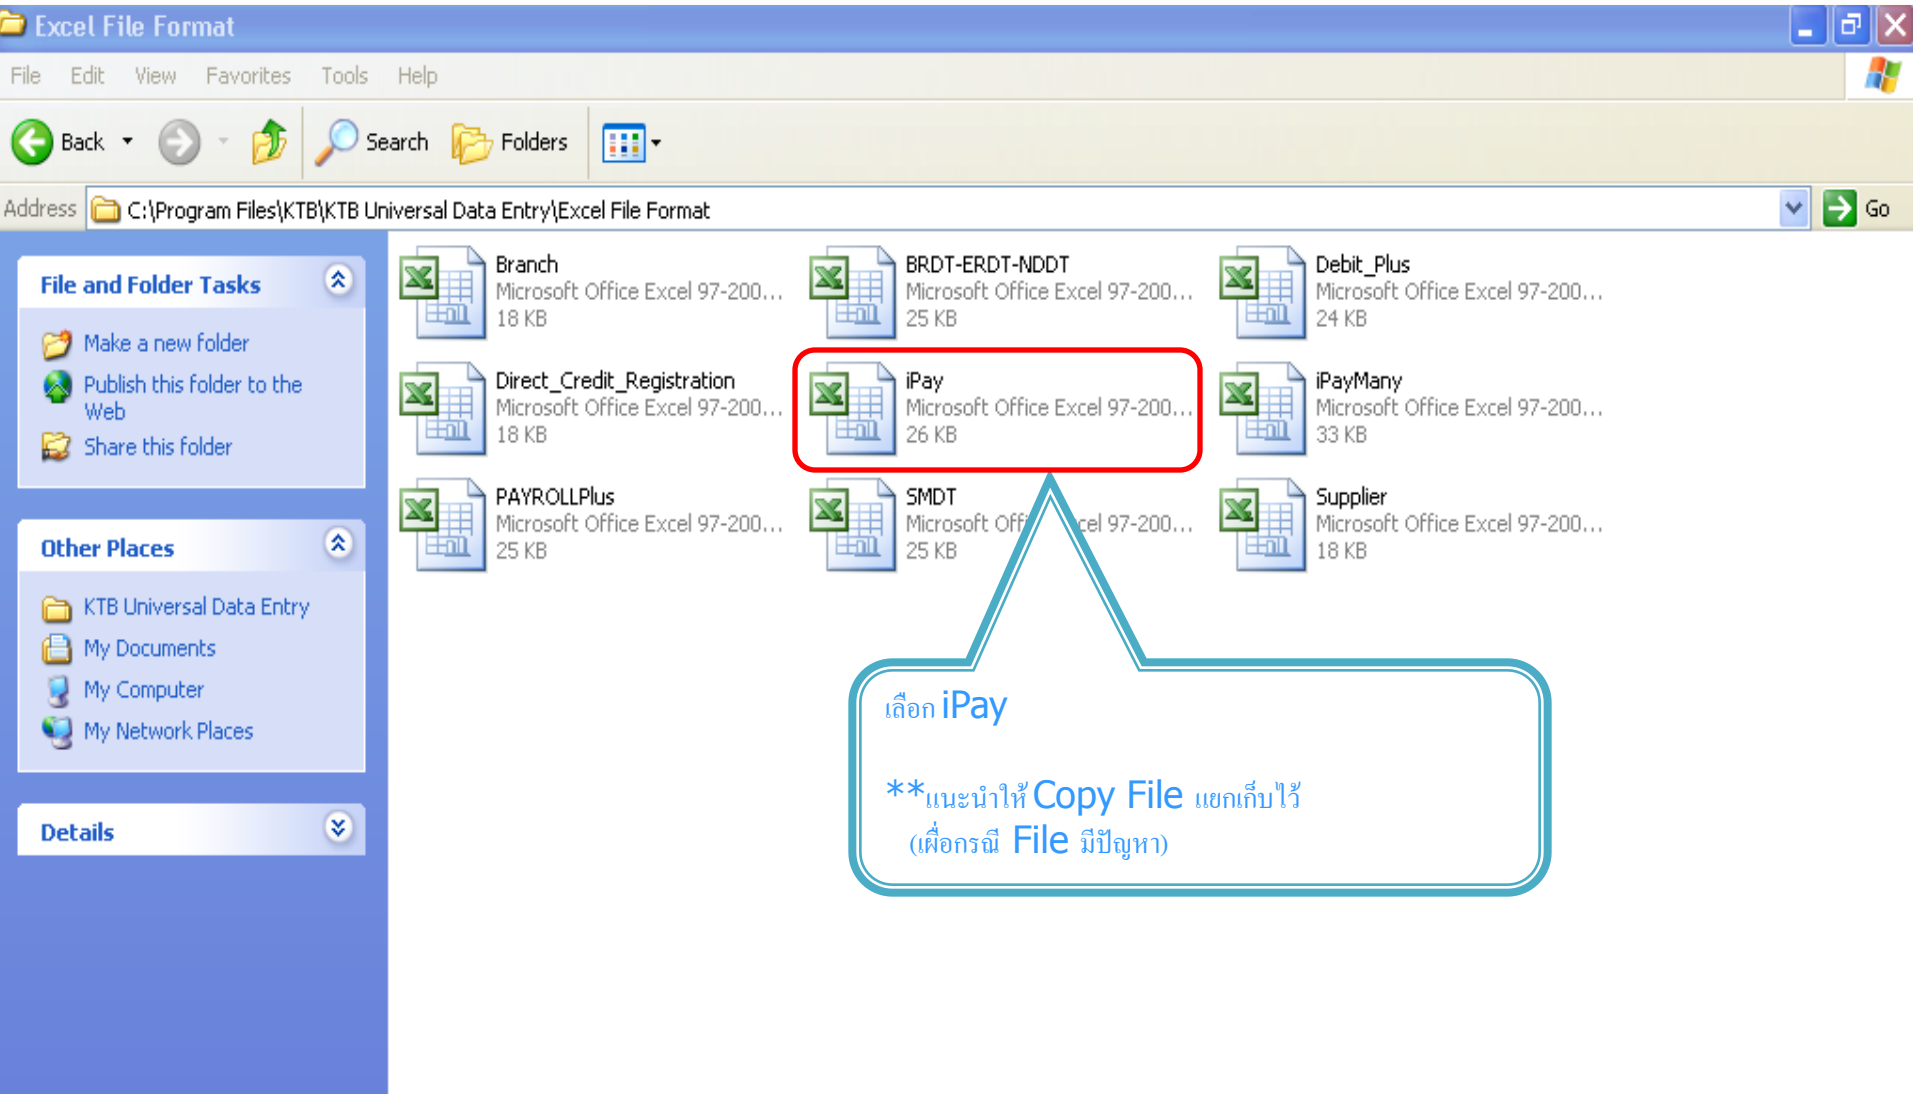 Excel File Format
File Edit View Favorites Tools Help
Back Search Folders
Address C:\Program Files\KTB\KTB Universal Data Entry\Excel File Format Go
File and Folder Tasks
Make a new folder
Publish this folder to the
Web
Share this folder
Other Places
KTB Universal Data Entry
My Documents
My Computer
My Network Places
Details
Branch
Microsoft Office Excel 97-200...
18 KB
BRDT-ERDT-NDDT
Microsoft Office Excel 97-200...
25 KB
Debit_Plus
Microsoft Office Excel 97-200...
24 KB
Direct_Credit_Registration
Microsoft Office Excel 97-200...
18 KB
iPay
Microsoft Office Excel 97-200...
26 KB
iPayMany
Microsoft Office Excel 97-200...
33 KB
PAYROLLPlus
Microsoft Office Excel 97-200...
25 KB
SMDT
Microsoft Office Excel 97-200...
25 KB
Supplier
Microsoft Office Excel 97-200...
18 KB
เลือก iPay
**แนะนำให้ Copy File แยกเก็บไว้
(เผื่อกรณี File มีปัญหา)